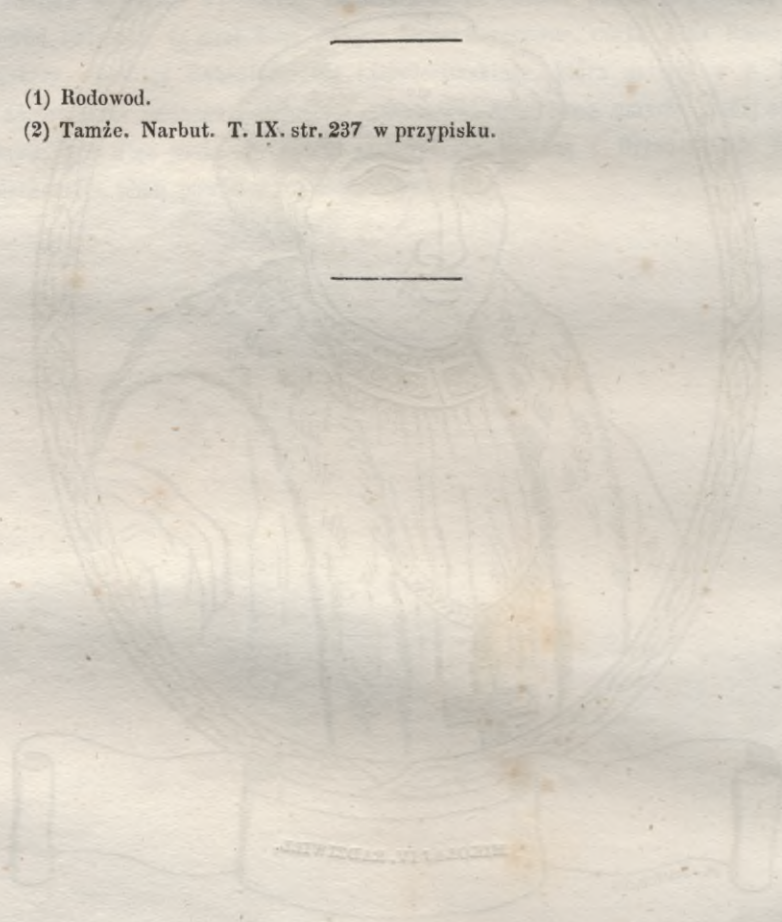 (1) Rodowod.
(2) Tamże. Narbut. T. IX. str. 237 w przypisku.